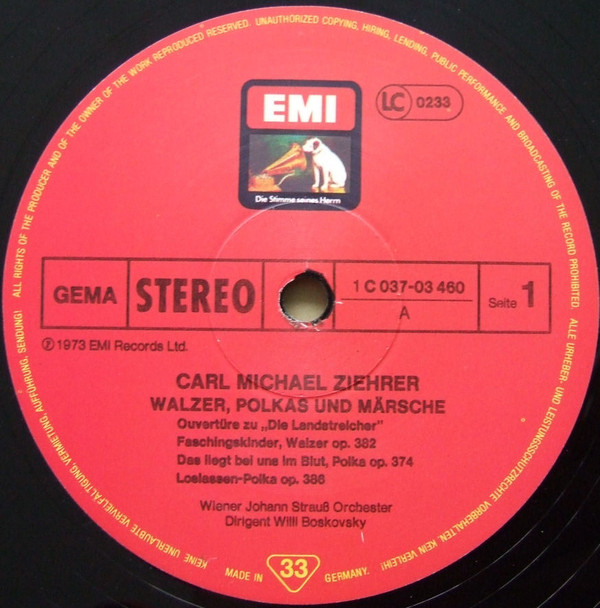 ALL RIGHTS OF THE PRODUCER AND OF THE OWNER OF THE WORK REPRODUCED RESERVED. UNAUTHORIZED COPYING, HIRING, LENDING, PUBLIC PERFORMANCE AND BROADCASTING OF THE RECORD PROHIBITED.
ALLE URHEBER- UND LEISTUNGSSCHUTZRECHTE VORBEHALTEN. KEIN VERLEIH! KEINE UNERLAUBTE VERVIELFÄLTIGUNG, VERMIETUNG, AUFFÜHRUNG, SENDUNG!
EMI
LC 0233
Die Stimme seines Herrn
GEMA
STEREO
1 C 037-03 460
A
Seite 1
℗ 1973 EMI Records Ltd.
CARL MICHAEL ZIEHRER
WALZER, POLKAS UND MÄRSCHE
Ouvertüre zu „Die Landstreicher"
Faschingskinder, Walzer op. 382
Das liegt bei uns im Blut, Polka op. 374
Loslassen-Polka op. 386
Wiener Johann Strauß Orchester
Dirigent Willi Boskovsky
MADE IN 33 GERMANY.